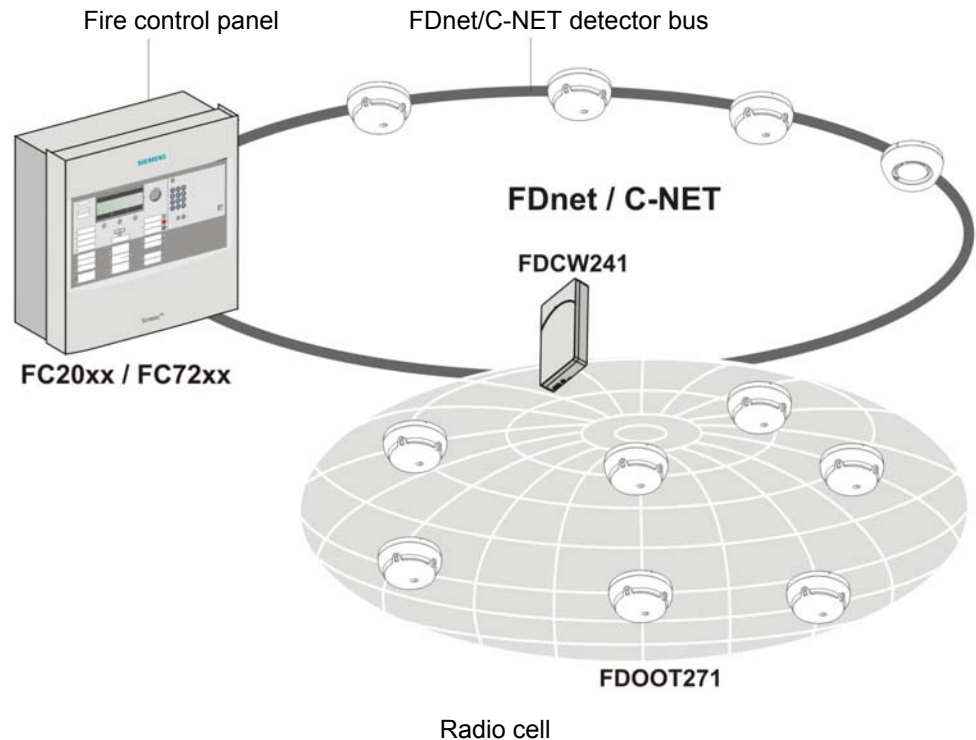 Fire control panel
FDnet/C-NET detector bus
SIEMENS
FDnet / C-NET
FDCW241
FC20xx / FC72xx
FDOOT271
Radio cell